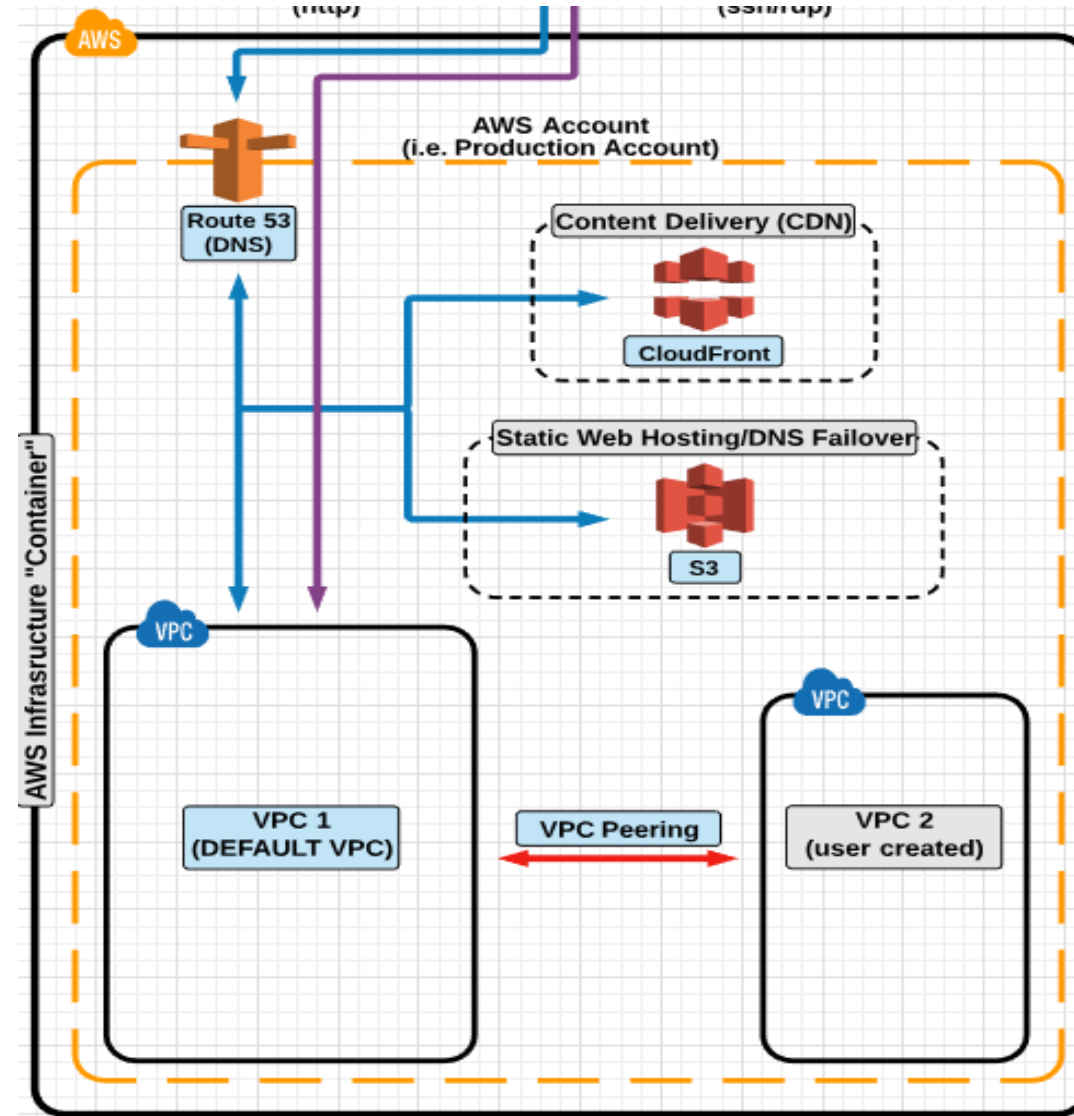 (http)
AWS
AWS Account
(i.e. Production Account)
Route 53
(DNS)
Content Delivery (CDN)
CloudFront
Static Web Hosting/DNS Failover
S3
AWS Infrasructure "Container"
VPC
VPC 1
(DEFAULT VPC)
VPC Peering
VPC
VPC 2
(user created)